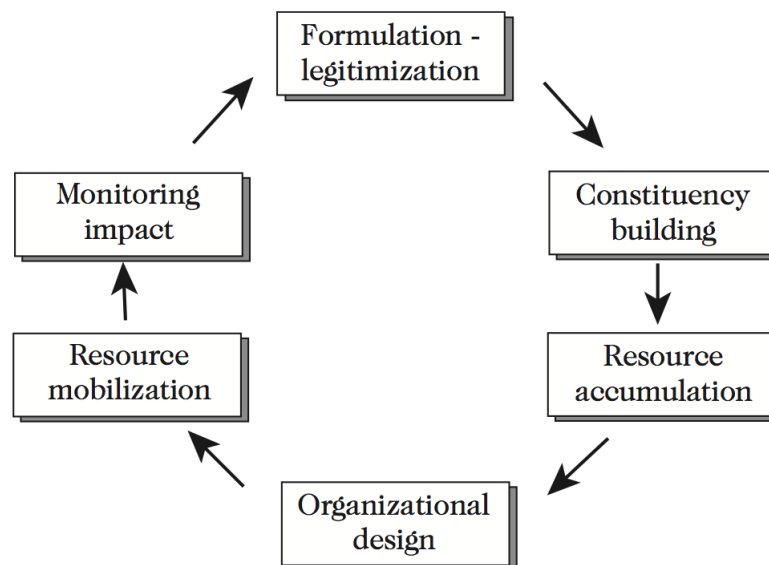 Formulation -
legitimization
Constituency
building
Resource
accumulation
Organizational
design
Resource
mobilization
Monitoring
impact